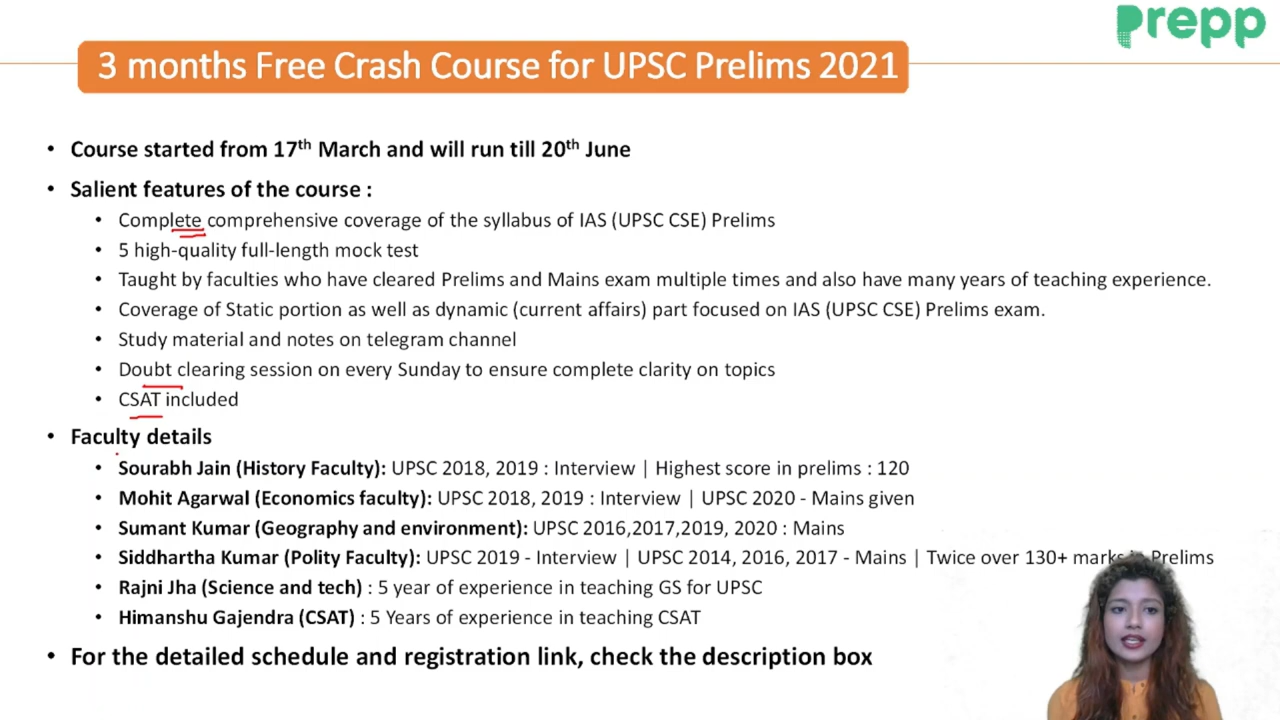 prepp
3 months Free Crash Course for UPSC Prelims 2021
• Course started from 17th March and will run till 20th June
• Salient features of the course :
• Complete comprehensive coverage of the syllabus of IAS (UPSC CSE) Prelims
• 5 high-quality full-length mock test
• Taught by faculties who have cleared Prelims and Mains exam multiple times and also have many years of teaching experience.
• Coverage of Static portion as well as dynamic (current affairs) part focused on IAS (UPSC CSE) Prelims exam.
• Study material and notes on telegram channel
• Doubt clearing session on every Sunday to ensure complete clarity on topics
• CSAT included
• Faculty details
• Sourabh Jain (History Faculty): UPSC 2018, 2019 : Interview | Highest score in prelims : 120
• Mohit Agarwal (Economics faculty): UPSC 2018, 2019 : Interview | UPSC 2020 - Mains given
• Sumant Kumar (Geography and environment): UPSC 2016,2017,2019, 2020 : Mains
• Siddhartha Kumar (Polity Faculty): UPSC 2019 - Interview | UPSC 2014, 2016, 2017 - Mains | Twice over 130+ marks in Prelims
• Rajni Jha (Science and tech) : 5 year of experience in teaching GS for UPSC
• Himanshu Gajendra (CSAT) : 5 Years of experience in teaching CSAT
• For the detailed schedule and registration link, check the description box